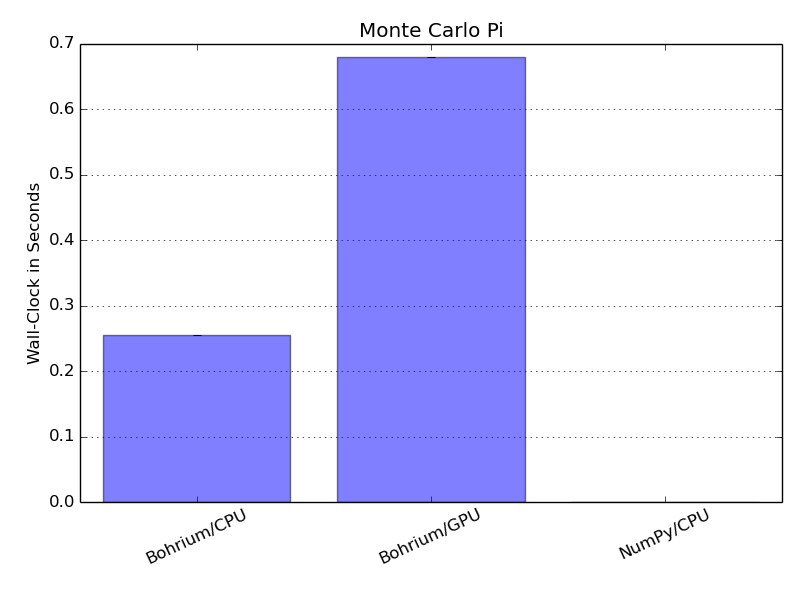 Monte Carlo Pi
0.7
0.6
0.5
0.4
0.3
0.2
0.1
0.0
Wall-Clock in Seconds
Bohrium/CPU
Bohrium/GPU
NumPy/CPU